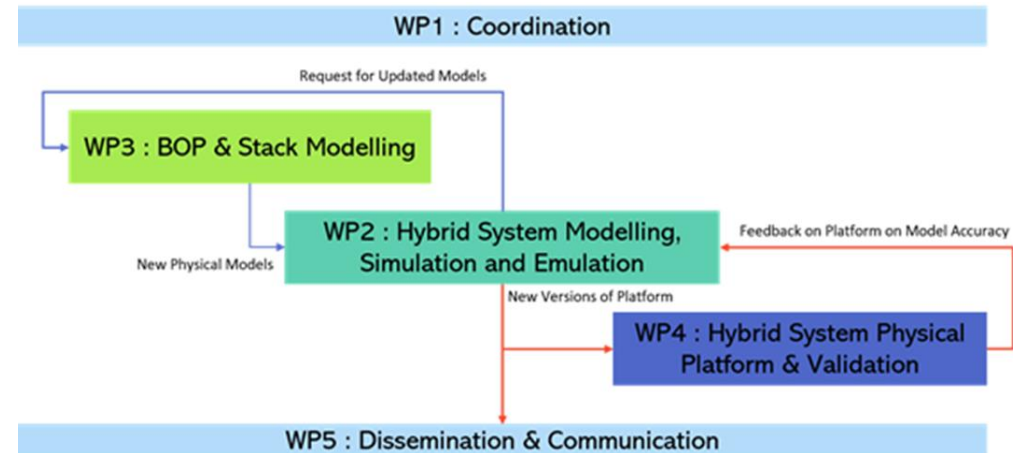 WP1 : Coordination
Request for Updated Models
WP3 : BOP & Stack Modelling
WP2 : Hybrid System Modelling,
Simulation and Emulation
Feedback on Platform on Model Accuracy
New Physical Models
New Versions of Platform
WP4 : Hybrid System Physical
Platform & Validation
WP5 : Dissemination & Communication